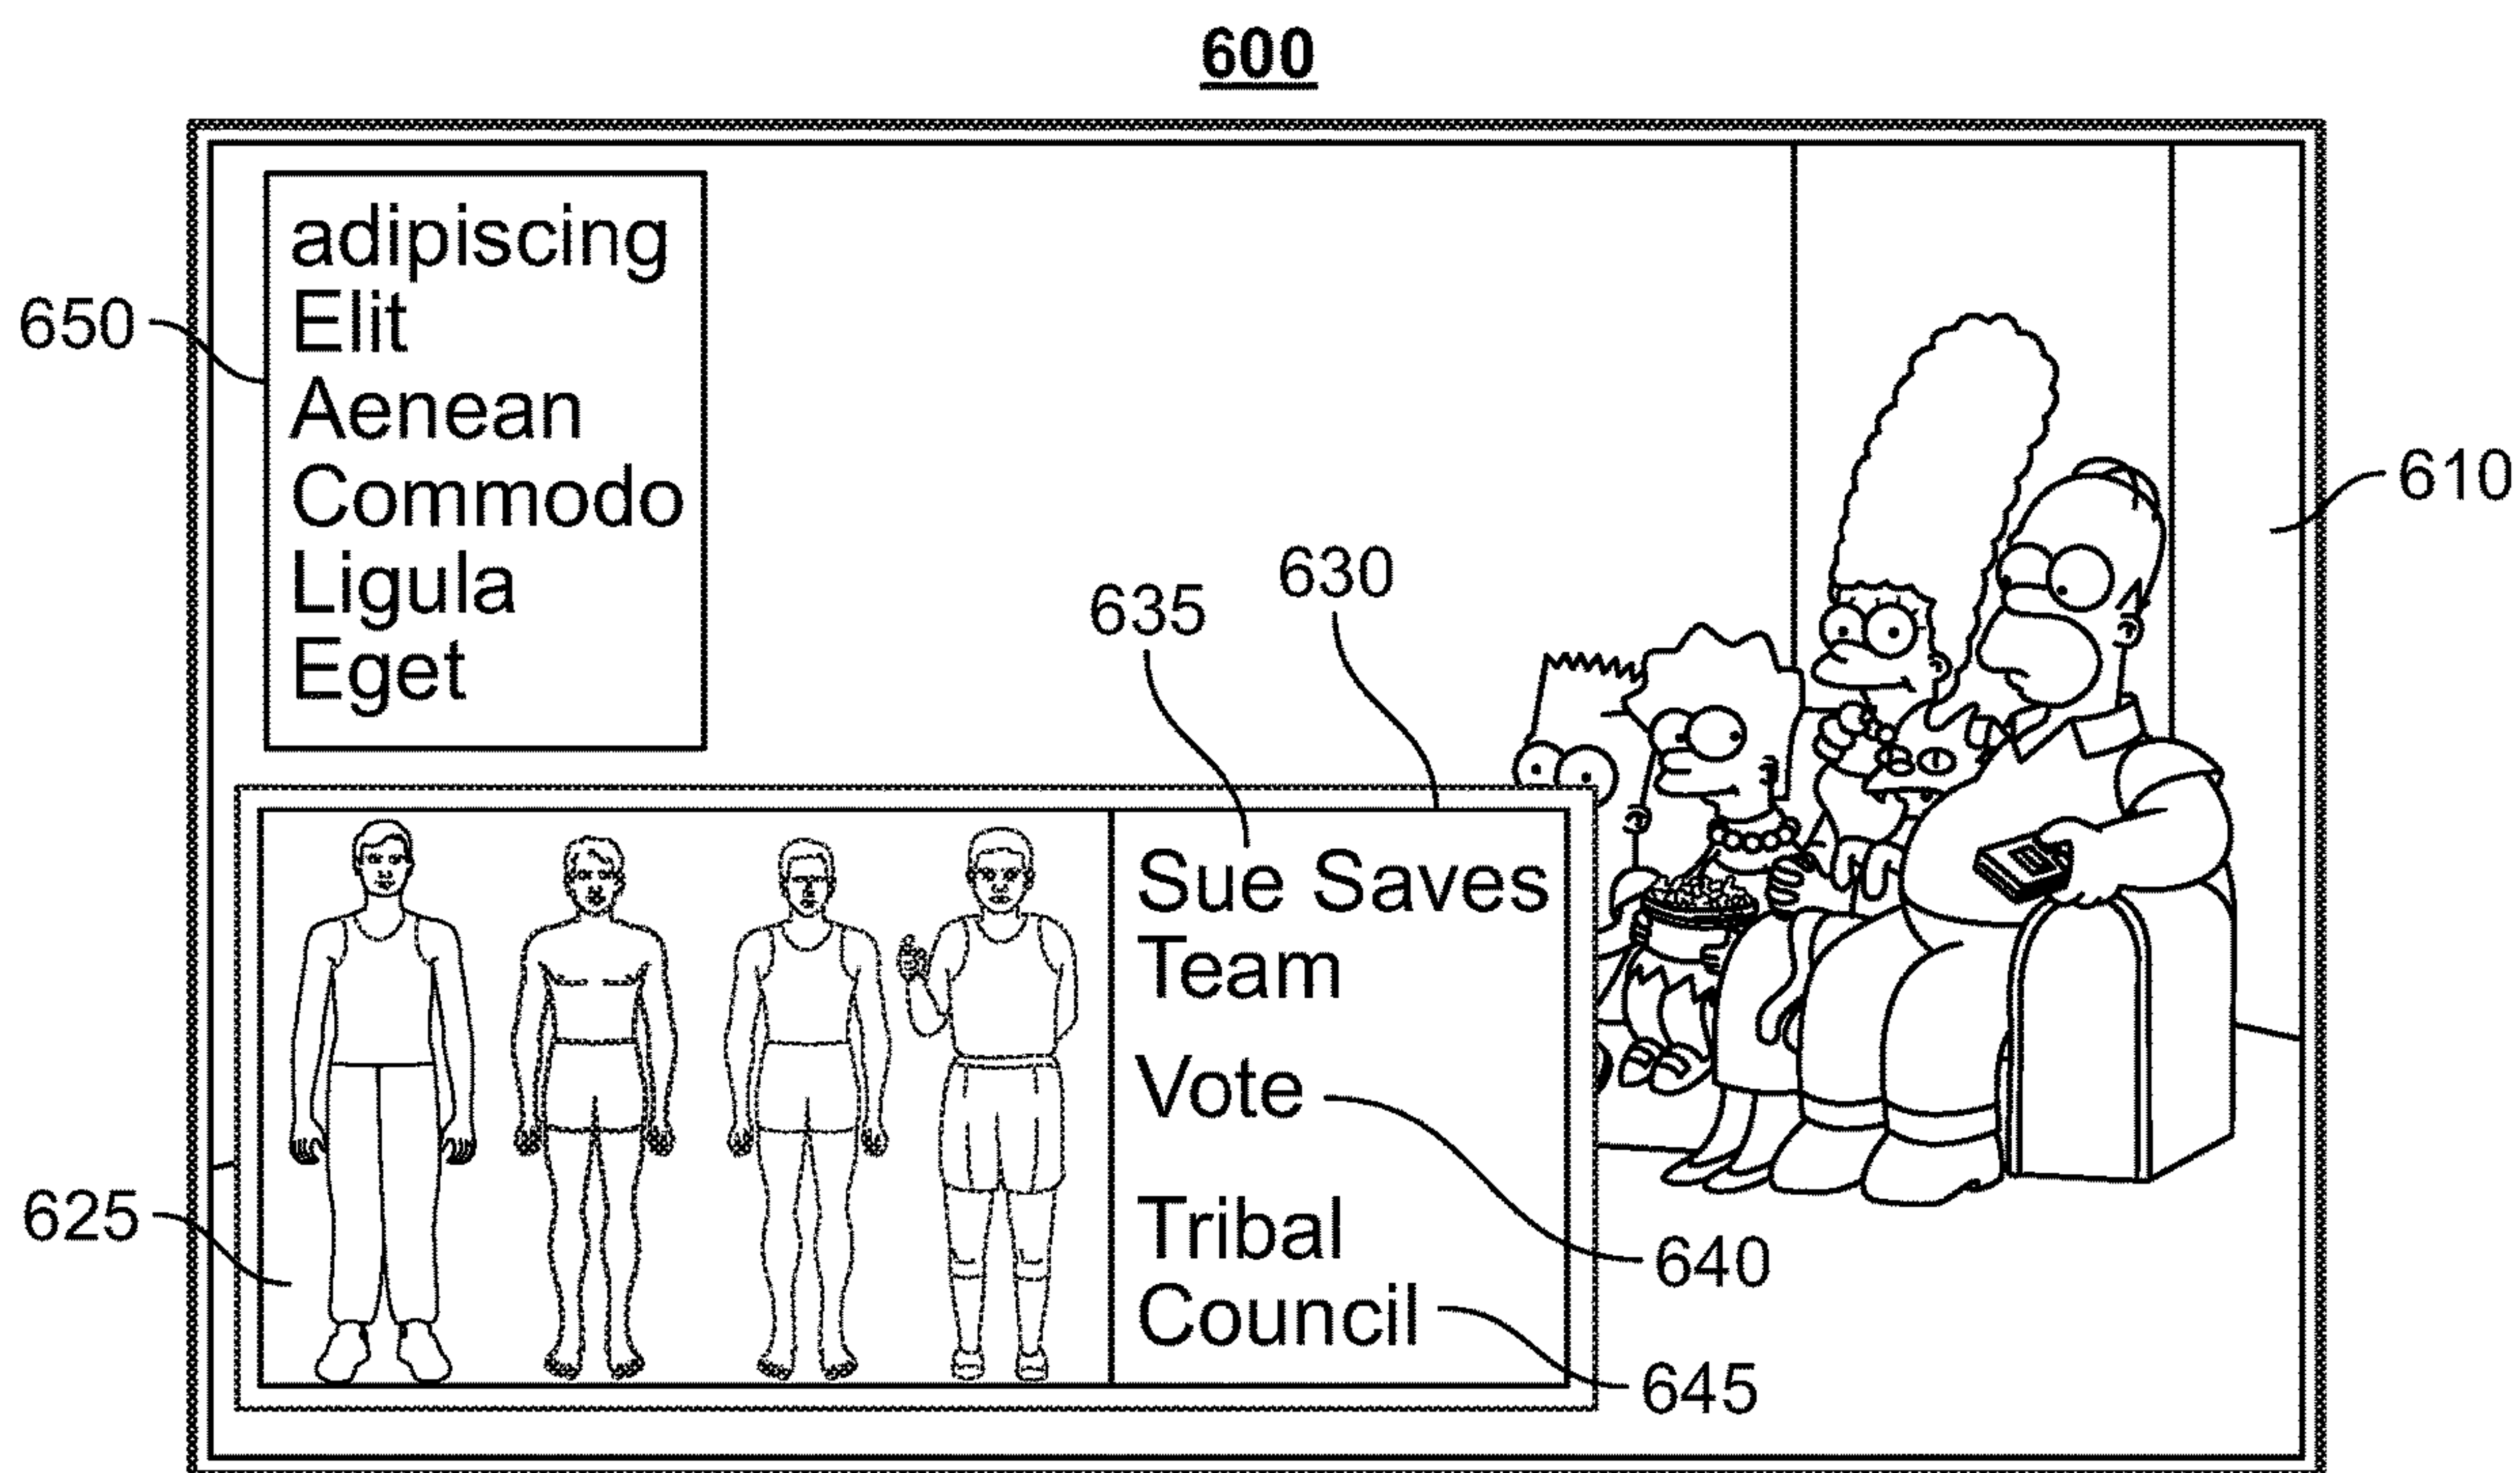 600
650
adipiscing
Elit
Aenean
Commodo
Ligula
Eget
610
635
630
Sue Saves
Team
Vote
Tribal
Council
625
640
645